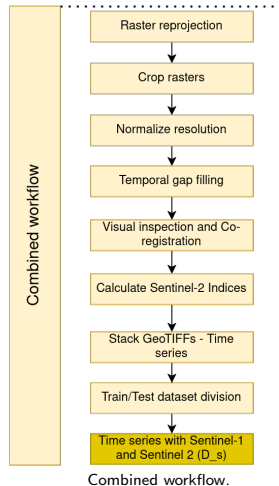 Combined workflow
Raster reprojection
Crop rasters
Normalize resolution
Temporal gap filling
Visual inspection and Co-
registration
Calculate Sentinel-2 Indices
Stack GeoTIFFs - Time
series
Train/Test dataset division
Time series with Sentinel-1
and Sentinel 2 (D_s)
Combined workflow.